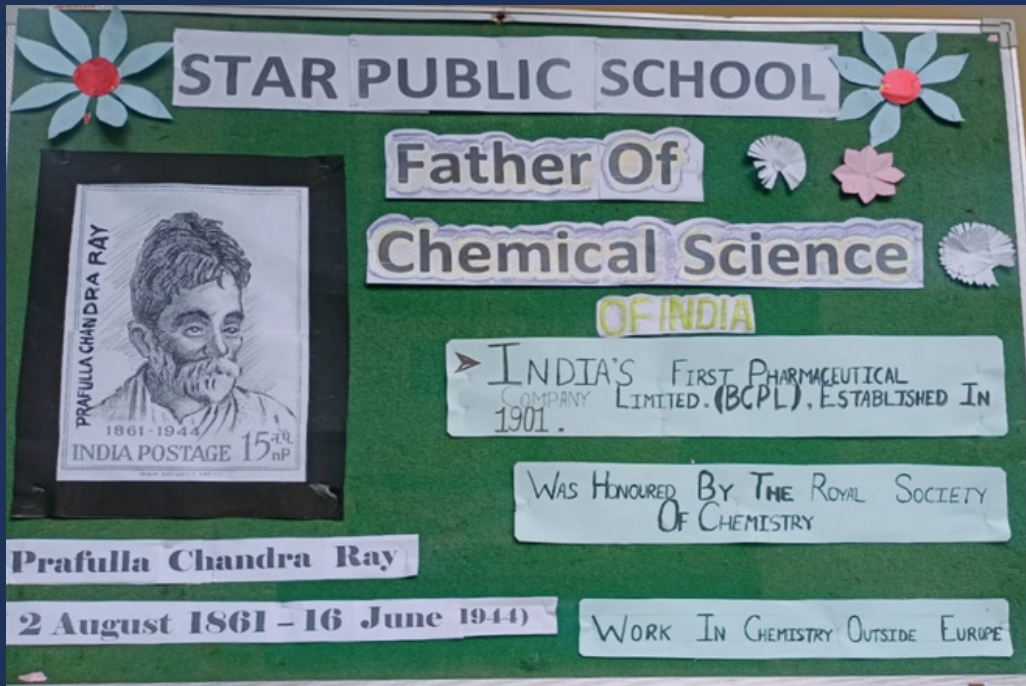 STAR PUBLIC SCHOOL
Father Of
Chemical Science
OF INDIA
PRAFULLA CHANDRA RAY
1861-1944
INDIA POSTAGE 15 न.पै. nP
➤ INDIA'S FIRST PHARMACEUTICAL
COMPANY LIMITED. (BCPL), ESTABLISHED IN
1901.
WAS HONOURED BY THE ROYAL SOCIETY
OF CHEMISTRY
Prafulla Chandra Ray
2 August 1861 – 16 June 1944)
WORK IN CHEMISTRY OUTSIDE EUROPE